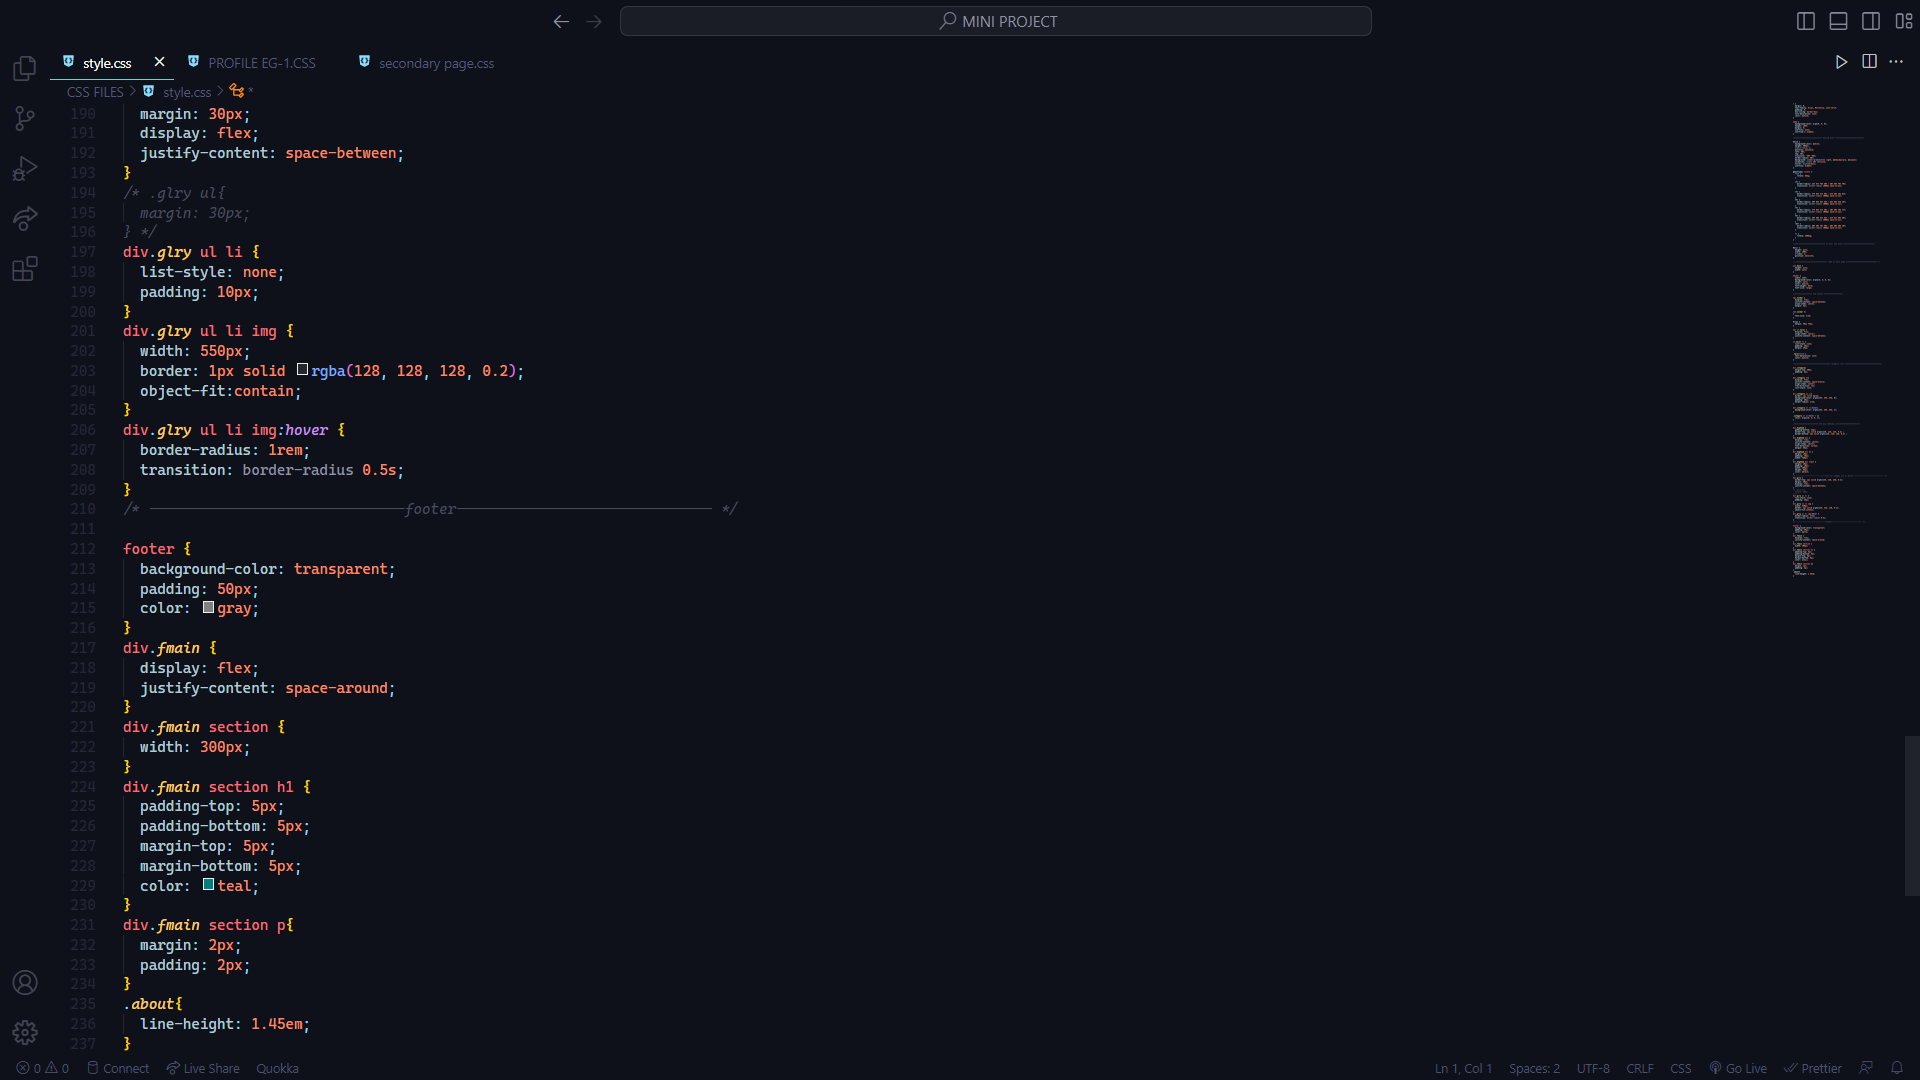 MINI PROJECT
style.css
PROFILE EG-1.CSS
secondary page.css
CSS FILES > style.css > *
190 margin: 30px;
191 display: flex;
192 justify-content: space-between;
193 }
194 /* .glry ul{
195 margin: 30px;
196 } */
197 div.glry ul li {
198 list-style: none;
199 padding: 10px;
200 }
201 div.glry ul li img {
202 width: 550px;
203 border: 1px solid rgba(128, 128, 128, 0.2);
204 object-fit:contain;
205 }
206 div.glry ul li img:hover {
207 border-radius: 1rem;
208 transition: border-radius 0.5s;
209 }
210 /* ------------------------------footer------------------------------ */
211
212 footer {
213 background-color: transparent;
214 padding: 50px;
215 color: gray;
216 }
217 div.fmain {
218 display: flex;
219 justify-content: space-around;
220 }
221 div.fmain section {
222 width: 300px;
223 }
224 div.fmain section h1 {
225 padding-top: 5px;
226 padding-bottom: 5px;
227 margin-top: 5px;
228 margin-bottom: 5px;
229 color: teal;
230 }
231 div.fmain section p{
232 margin: 2px;
233 padding: 2px;
234 }
235 .about{
236 line-height: 1.45em;
237 }
0 0 Connect Live Share Quokka Ln 1, Col 1 Spaces: 2 UTF-8 CRLF CSS Go Live Prettier